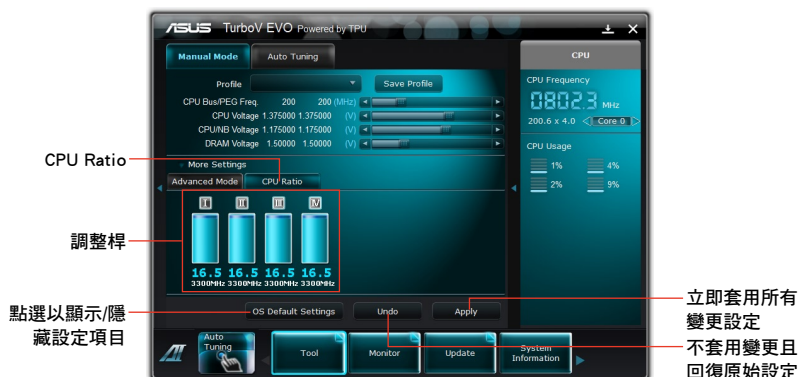 ASUS TurboV EVO Powered by TPU
Manual Mode Auto Tuning
Profile Save Profile
CPU Bus/PEG Freq. 200 200 (MHz)
CPU Voltage 1.375000 1.375000 (V)
CPU/NB Voltage 1.175000 1.175000 (V)
DRAM Voltage 1.50000 1.50000 (V)
More Settings
Advanced Mode CPU Ratio
I II III IV
16.5 16.5 16.5 16.5
3300MHz 3300MHz 3300MHz 3300MHz
OS Default Settings Undo Apply
Auto Tuning
Tool
Monitor
Update
System Information
CPU
CPU Frequency
0802.3 MHz
200.6 x 4.0 Core 0
CPU Usage
1% 4%
2% 9%
CPU Ratio
調整桿
點選以顯示/隱
藏設定項目
立即套用所有
變更設定
不套用變更且
回復原始設定